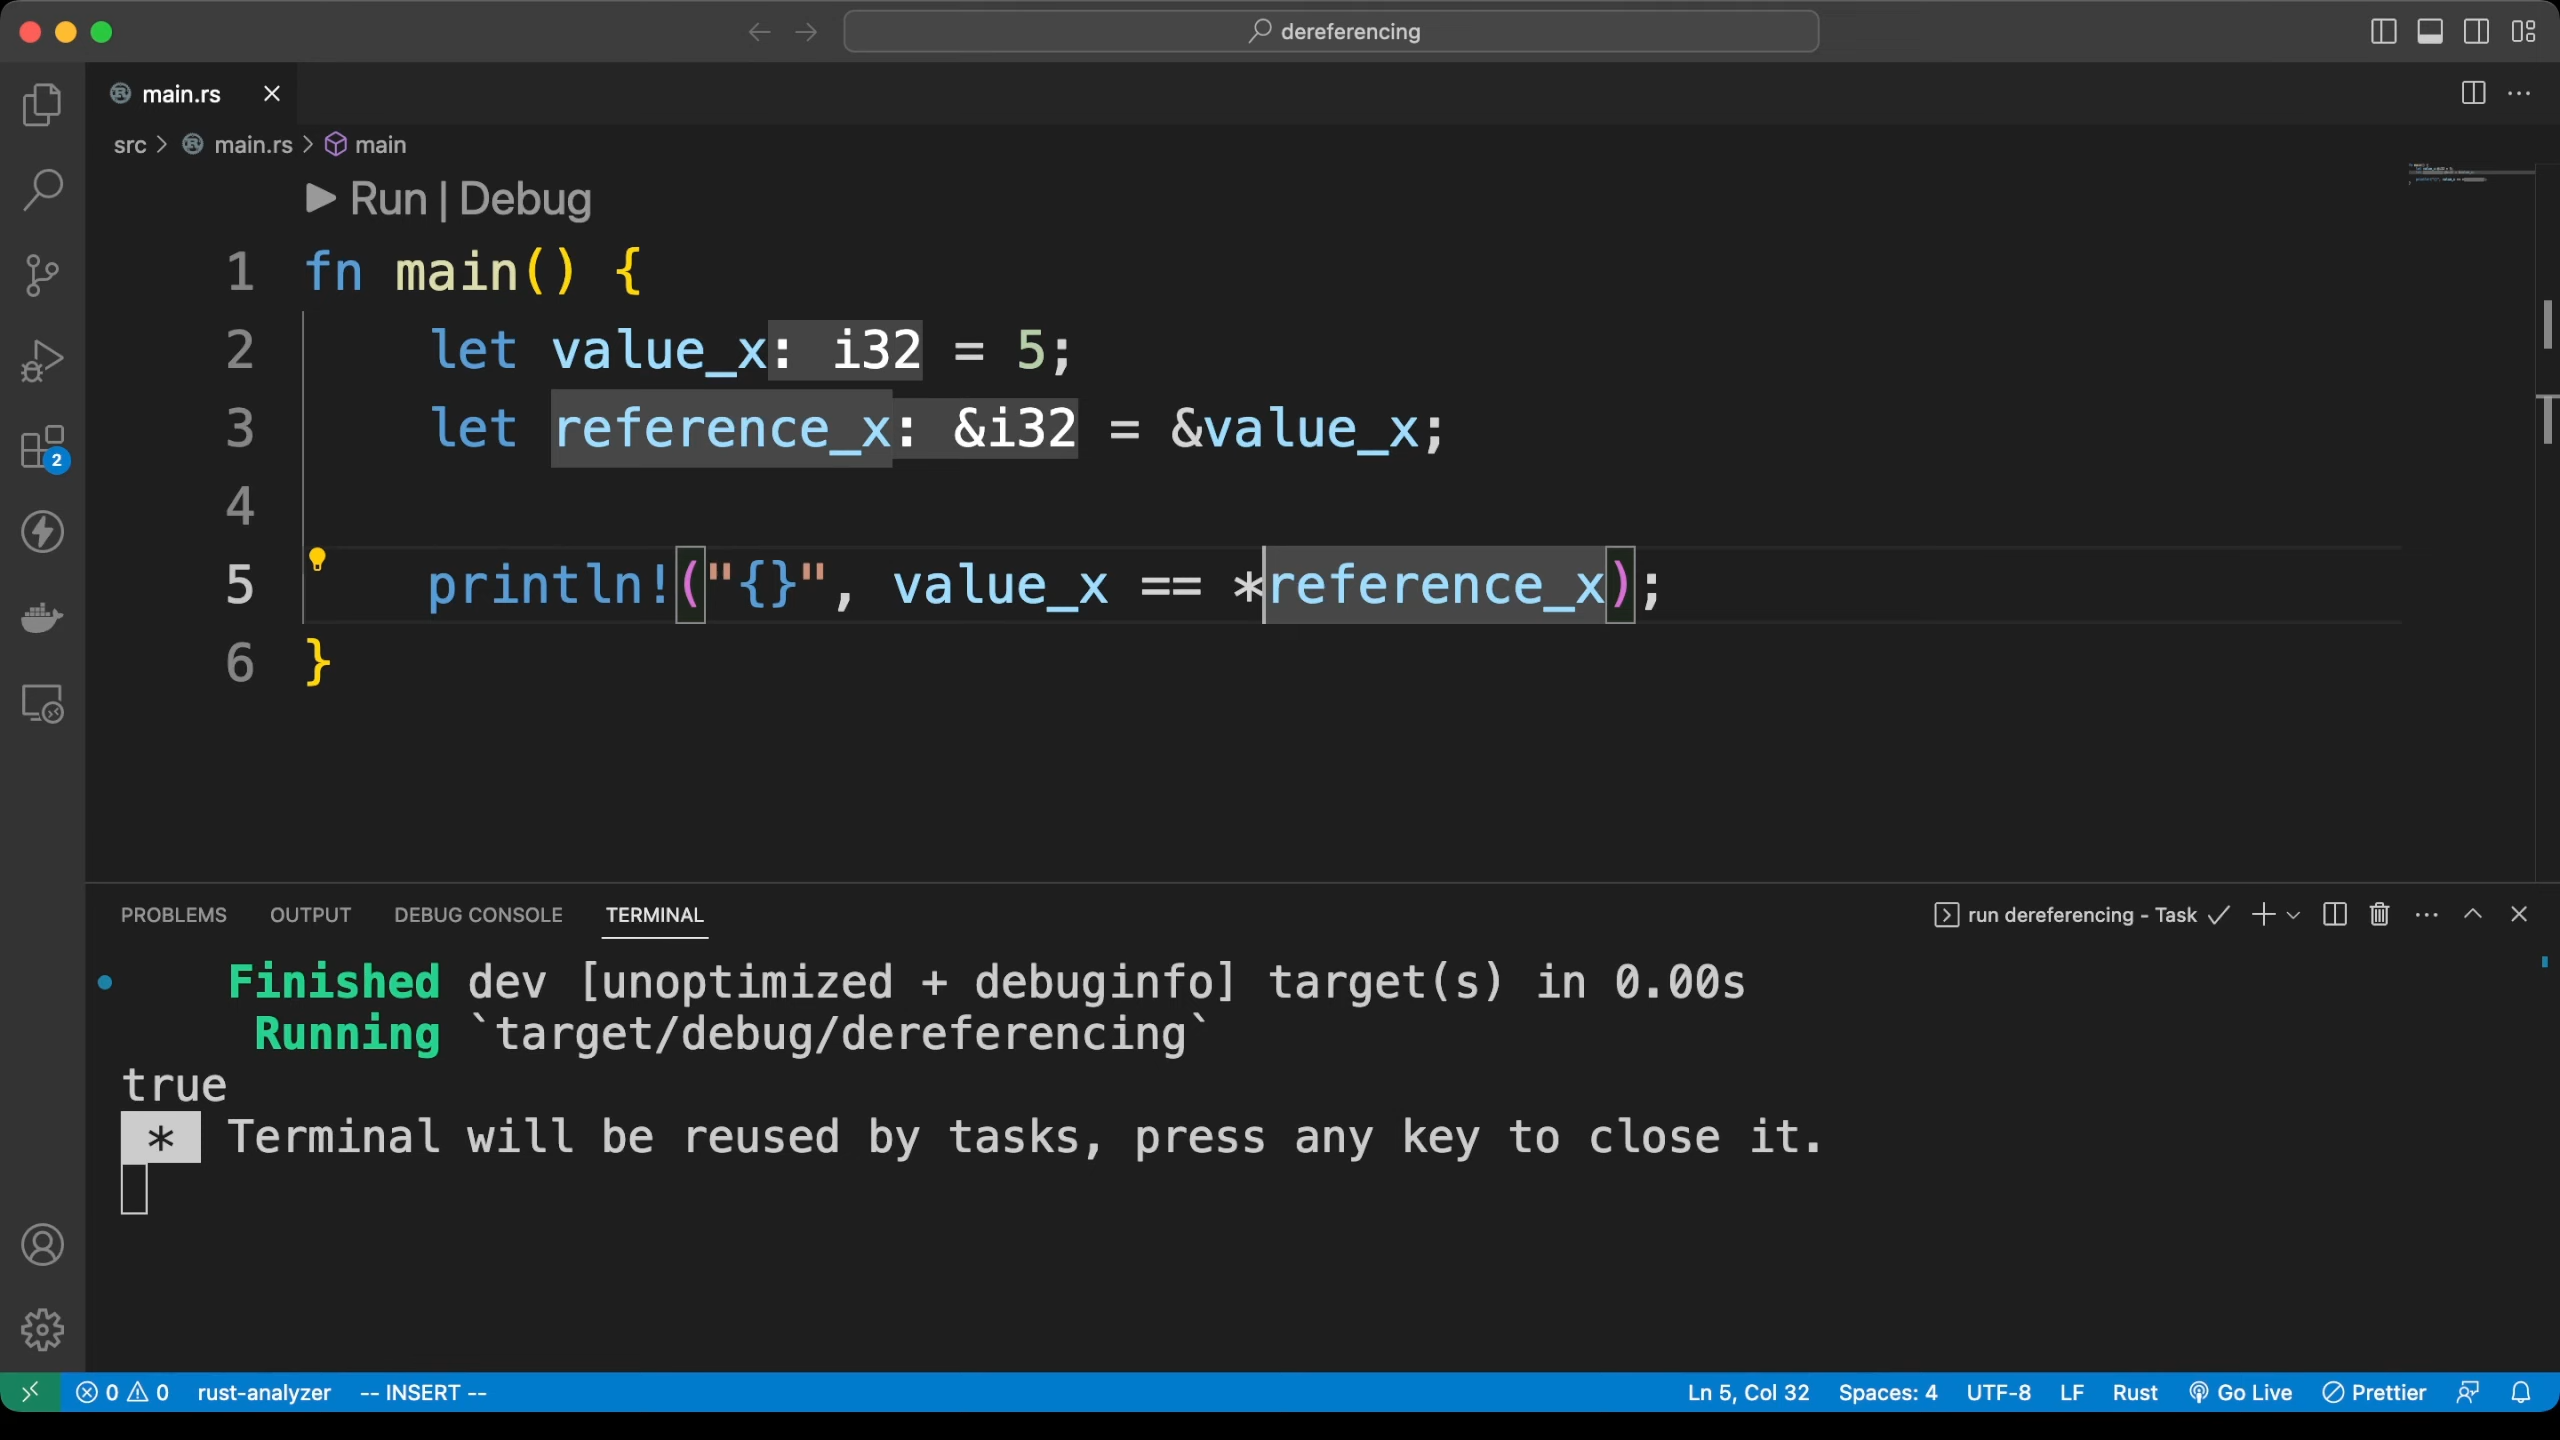 dereferencing
main.rs
src > main.rs > main
Run | Debug
1 fn main() {
2     let value_x: i32 = 5;
3     let reference_x: &i32 = &value_x;
4
5     println!("{}", value_x == *reference_x);
6 }
2
PROBLEMS OUTPUT DEBUG CONSOLE TERMINAL run dereferencing - Task
Finished dev [unoptimized + debuginfo] target(s) in 0.00s
Running `target/debug/dereferencing`
true
* Terminal will be reused by tasks, press any key to close it.
0 0 rust-analyzer -- INSERT -- Ln 5, Col 32 Spaces: 4 UTF-8 LF Rust Go Live Prettier